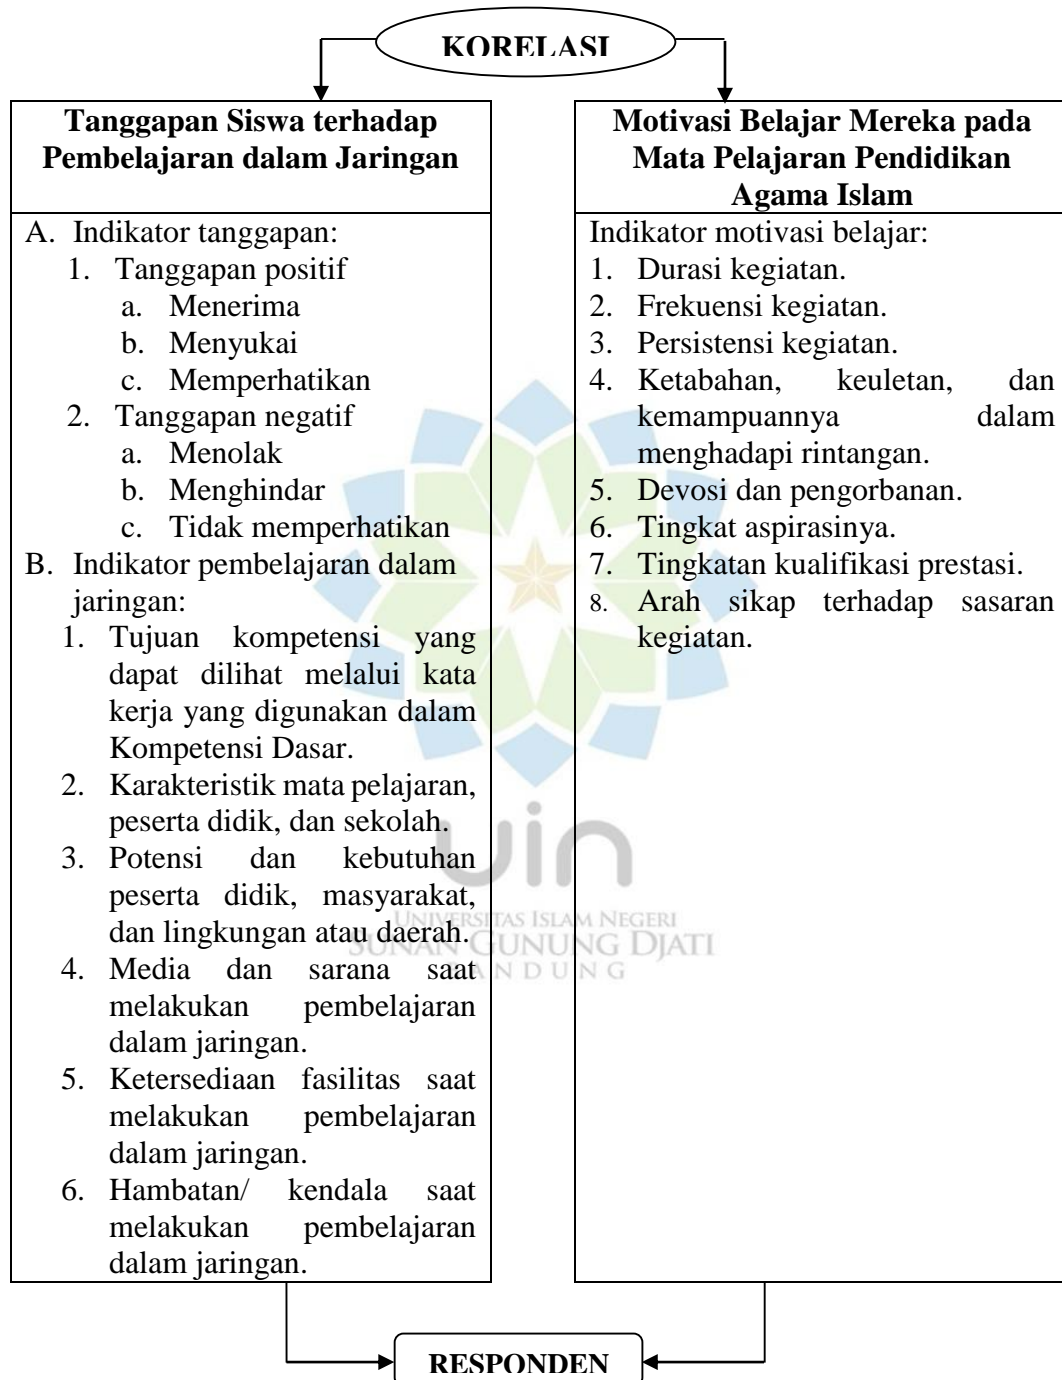 KORELASI
Tanggapan Siswa terhadap
Pembelajaran dalam Jaringan
A. Indikator tanggapan:
1. Tanggapan positif
a. Menerima
b. Menyukai
c. Memperhatikan
2. Tanggapan negatif
a. Menolak
b. Menghindar
c. Tidak memperhatikan
B. Indikator pembelajaran dalam
jaringan:
1. Tujuan kompetensi yang
dapat dilihat melalui kata
kerja yang digunakan dalam
Kompetensi Dasar.
2. Karakteristik mata pelajaran,
peserta didik, dan sekolah.
3. Potensi dan kebutuhan
peserta didik, masyarakat,
dan lingkungan atau daerah.
4. Media dan sarana saat
melakukan pembelajaran
dalam jaringan.
5. Ketersediaan fasilitas saat
melakukan pembelajaran
dalam jaringan.
6. Hambatan/ kendala saat
melakukan pembelajaran
dalam jaringan.
Motivasi Belajar Mereka pada
Mata Pelajaran Pendidikan
Agama Islam
Indikator motivasi belajar:
1. Durasi kegiatan.
2. Frekuensi kegiatan.
3. Persistensi kegiatan.
4. Ketabahan, keuletan, dan
kemampuannya dalam
menghadapi rintangan.
5. Devosi dan pengorbanan.
6. Tingkat aspirasinya.
7. Tingkatan kualifikasi prestasi.
8. Arah sikap terhadap sasaran
kegiatan.
uin
UNIVERSITAS ISLAM NEGERI
SUNAN GUNUNG DJATI
BANDUNG
RESPONDEN